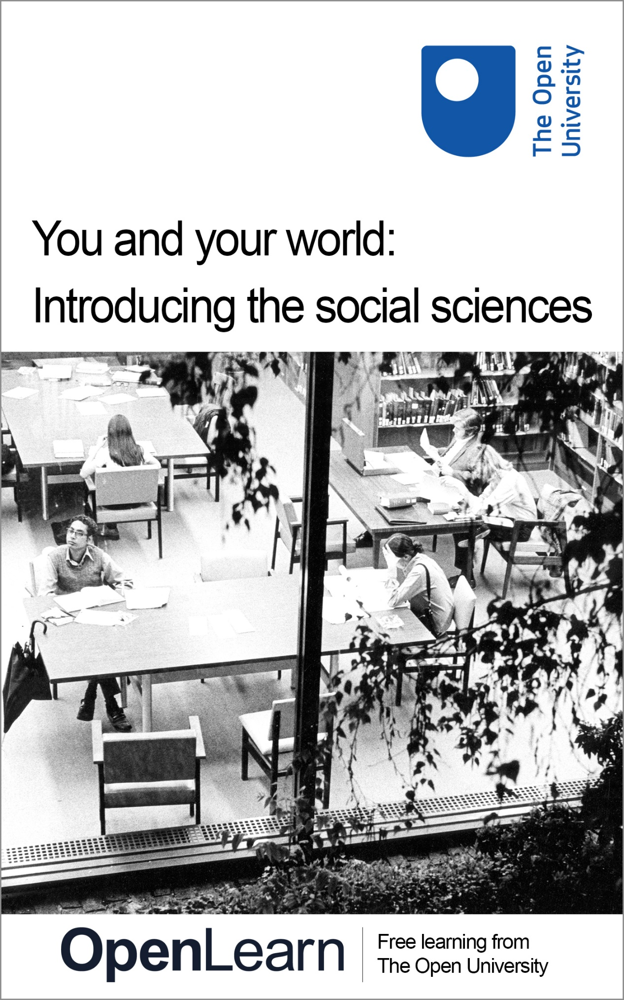 The Open
University
You and your world:
Introducing the social sciences
OpenLearn
Free learning from
The Open University